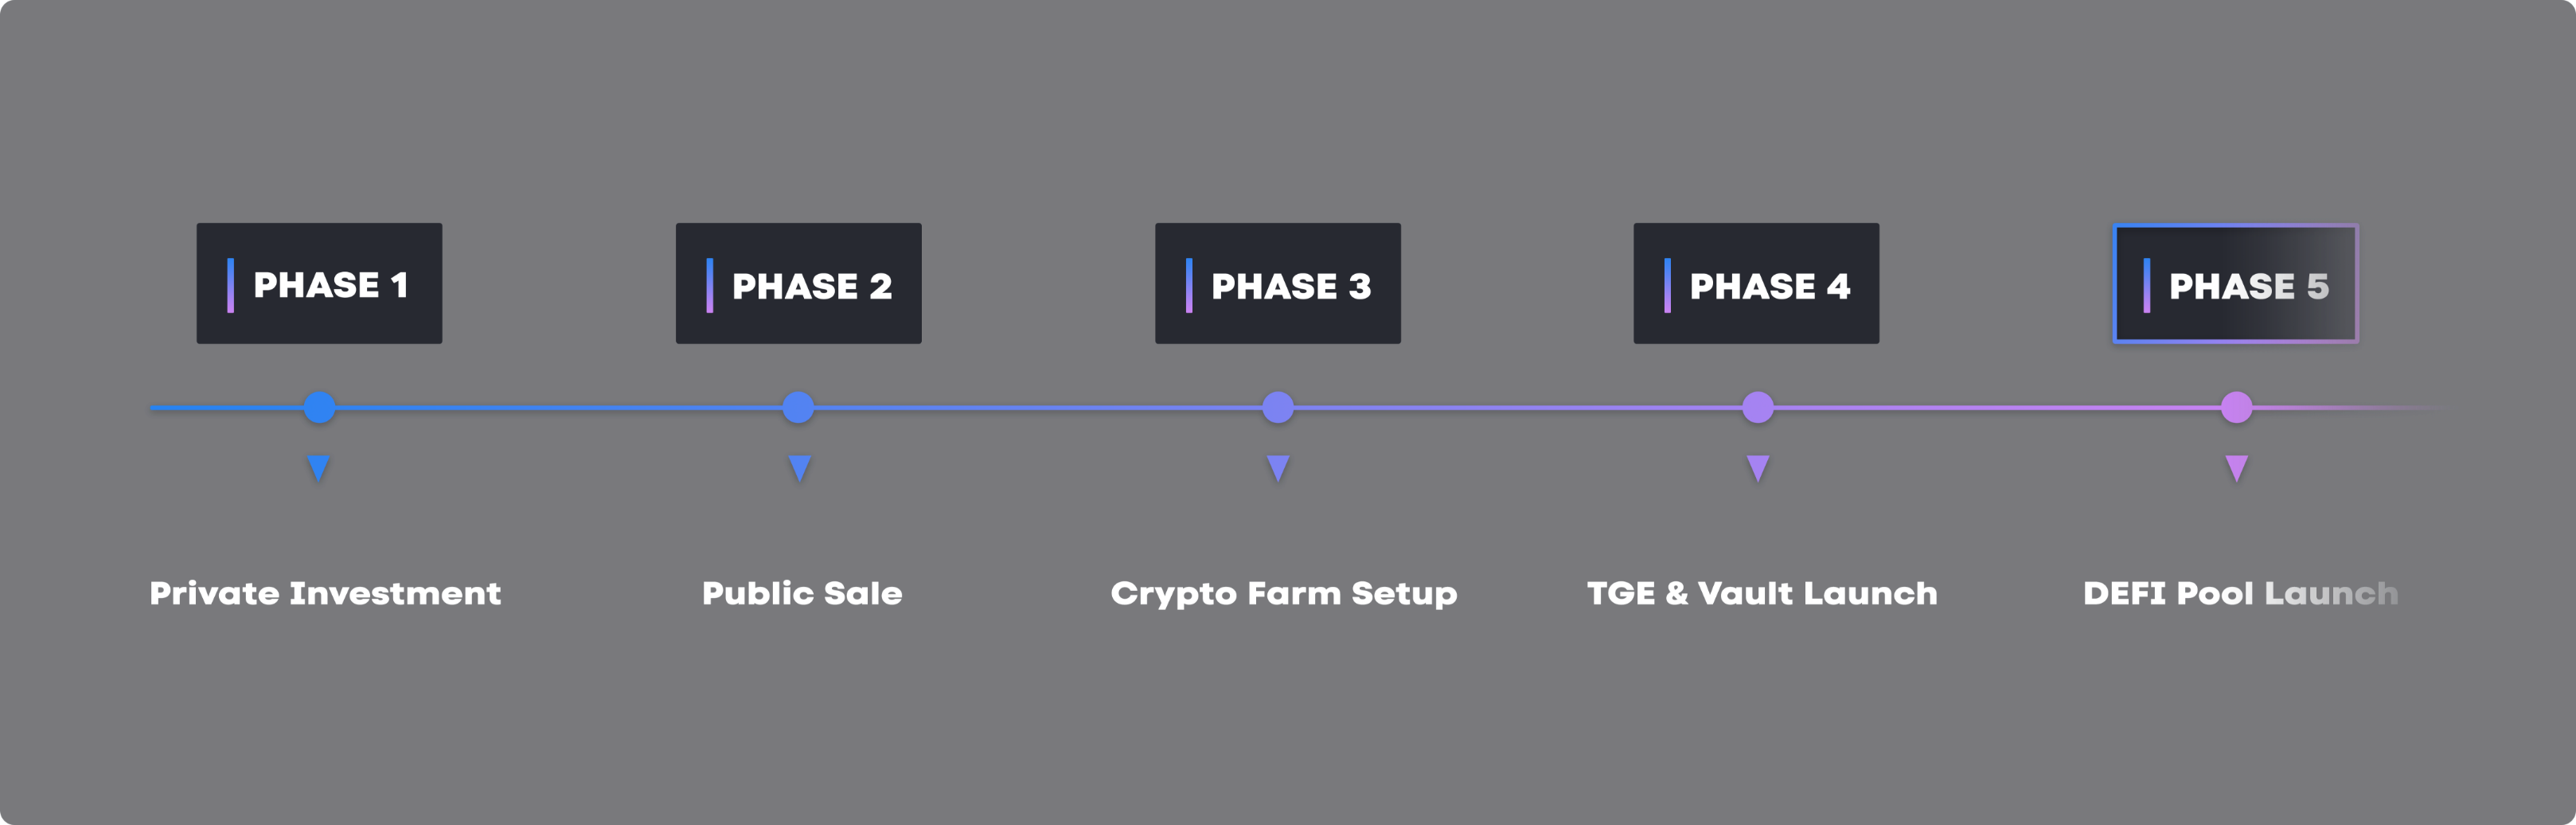 PHASE 1
PHASE 2
PHASE 3
PHASE 4
PHASE 5
Private Investment
Public Sale
Crypto Farm Setup
TGE & Vault Launch
DEFI Pool Launch